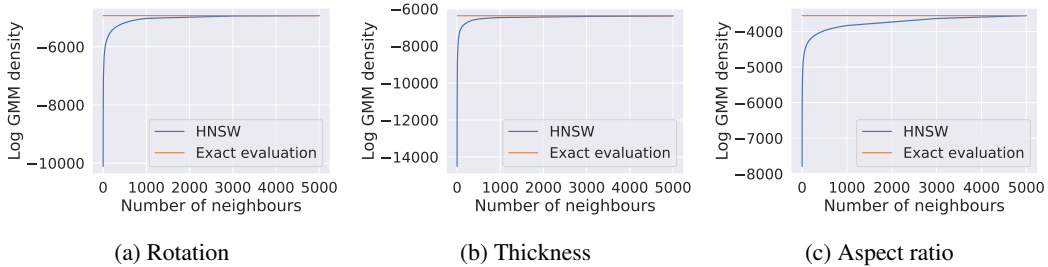 Log GMM density
−6000
−8000
−10000
HNSW
Exact evaluation
0 1000 2000 3000 4000 5000
Number of neighbours
(a) Rotation
Log GMM density
−6000
−8000
−10000
−12000
−14000
HNSW
Exact evaluation
0 1000 2000 3000 4000 5000
Number of neighbours
(b) Thickness
Log GMM density
−4000
−5000
−6000
−7000
−8000
HNSW
Exact evaluation
0 1000 2000 3000 4000 5000
Number of neighbours
(c) Aspect ratio